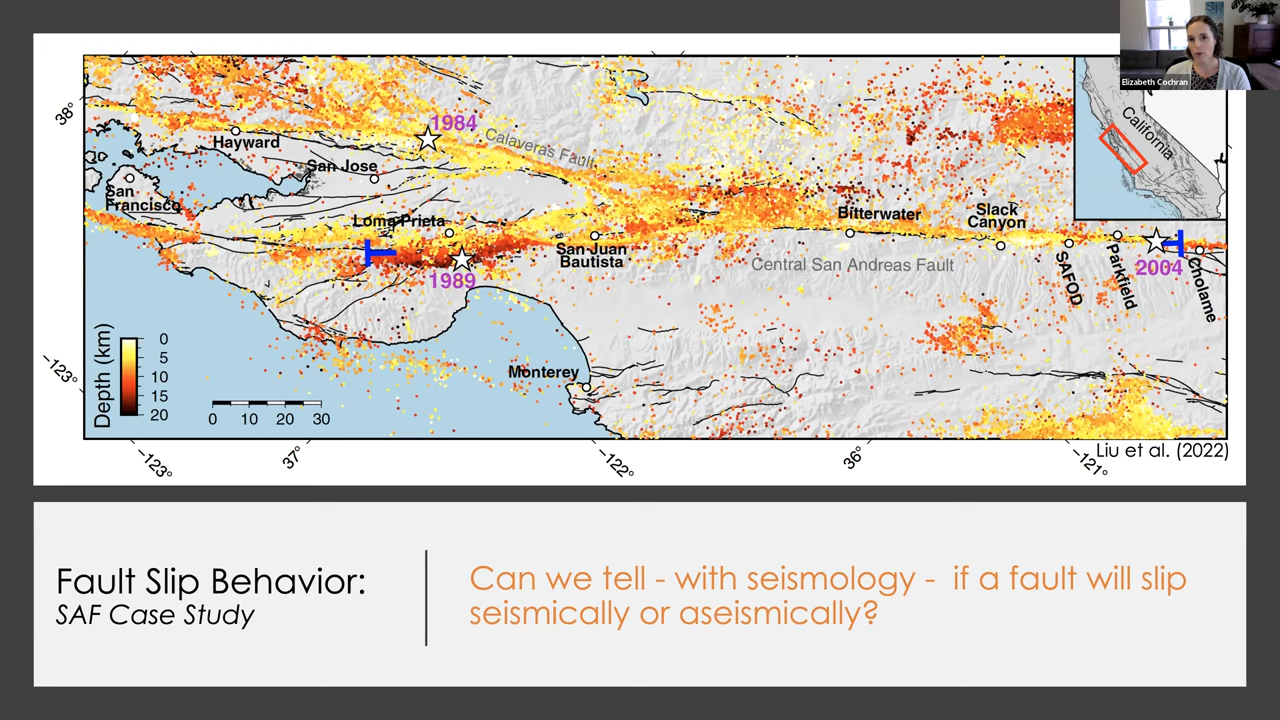 Elizabeth Cochran
38°
1984
Hayward
Calaveras Fault
San Jose
San
Francisco
Loma Prieta
1989
San Juan
Bautista
Bitterwater
Slack
Canyon
Central San Andreas Fault
SAFOD
Parkfield
2004
Cholame
California
Monterey
Depth (km)
0
5
10
15
20
0 10 20 30
-123°
-123°
37°
-122°
36°
-121°
Liu et al. (2022)
Fault Slip Behavior:
SAF Case Study
Can we tell - with seismology - if a fault will slip
seismically or aseismically?